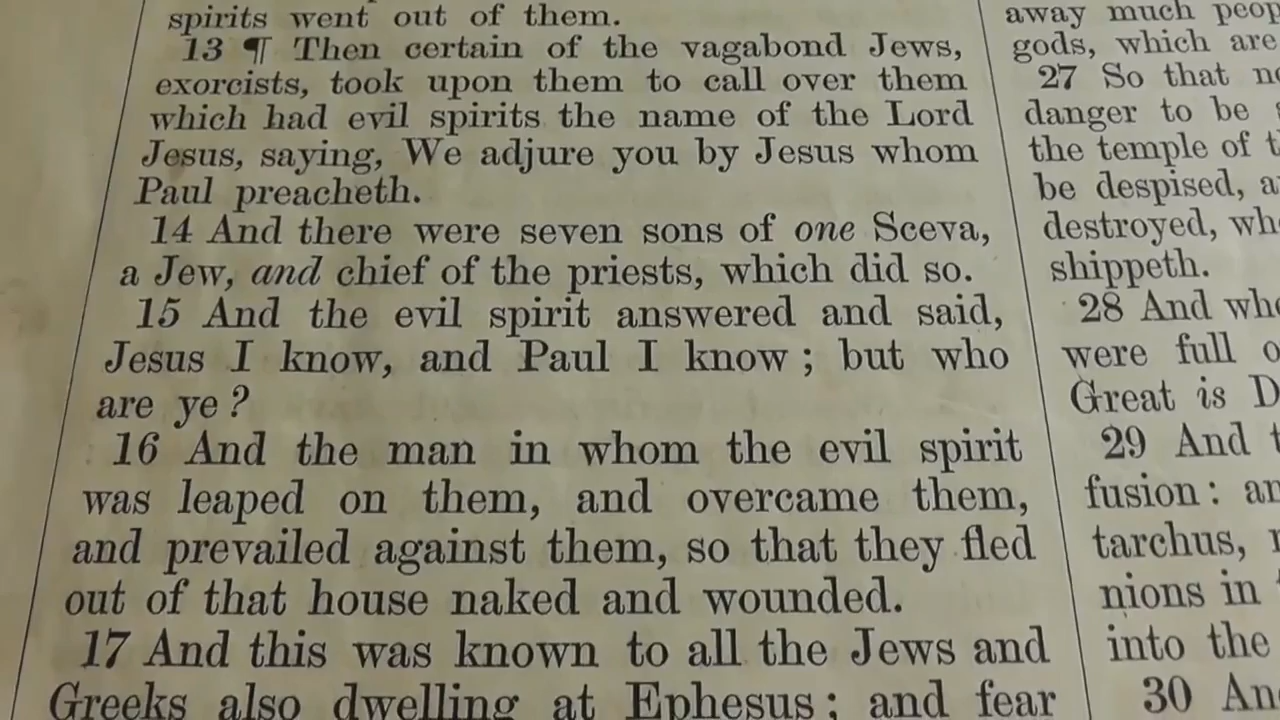 spirits went out of them.
13 ¶ Then certain of the vagabond Jews,
exorcists, took upon them to call over them
which had evil spirits the name of the Lord
Jesus, saying, We adjure you by Jesus whom
Paul preacheth.
14 And there were seven sons of one Sceva,
a Jew, and chief of the priests, which did so.
15 And the evil spirit answered and said,
Jesus I know, and Paul I know ; but who
are ye ?
16 And the man in whom the evil spirit
was leaped on them, and overcame them,
and prevailed against them, so that they fled
out of that house naked and wounded.
17 And this was known to all the Jews and
Greeks also dwelling at Ephesus ; and fear
away much
gods, which are
27 So that
danger to be
the temple of
be despised,
destroyed,
shippeth.
28 And
were full
Great is
29 And
fusion :
tarchus,
nions in
into the
30